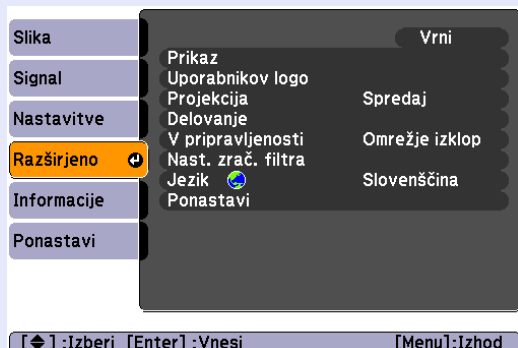 Slika
Signal
Nastavitve
Razširjeno
Informacije
Ponastavi
Vrni
Prikaz
Uporabnikov logo
Projekcija Spredaj
Delovanje
V pripravljenosti Omrežje izklop
Nast. zrač. filtra
Jezik Slovenščina
Ponastavi
[◆]:Izberi [Enter]:Vnesi [Menu]:Izhod